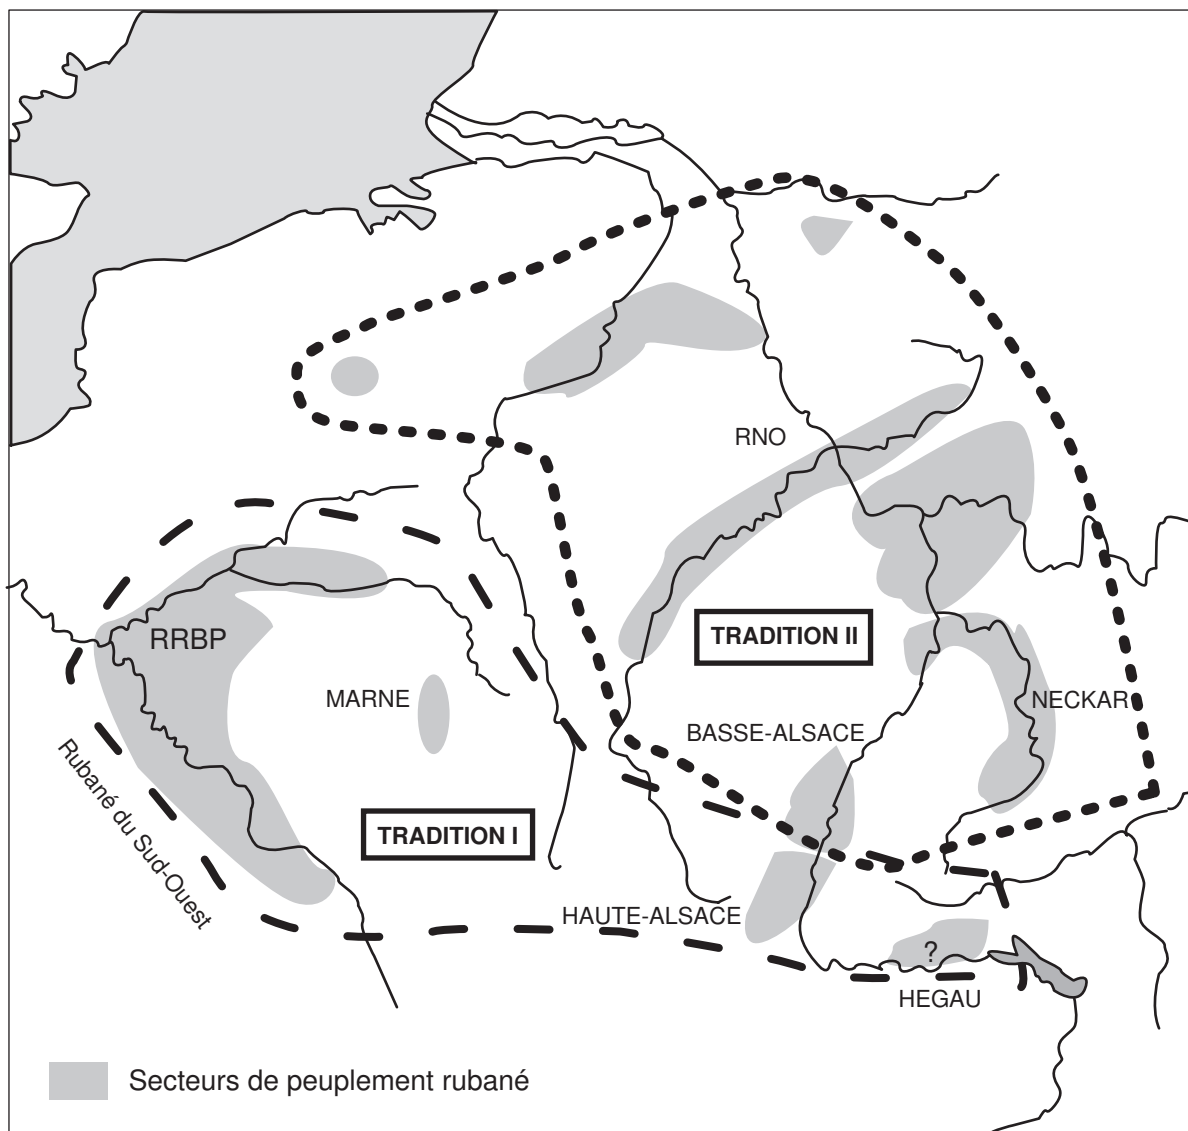 RNO
RRBP
TRADITION II
MARNE
NECKAR
BASSE-ALSACE
Rubané du Sud-Ouest
TRADITION I
HAUTE-ALSACE
?
HEGAU
Secteurs de peuplement rubané